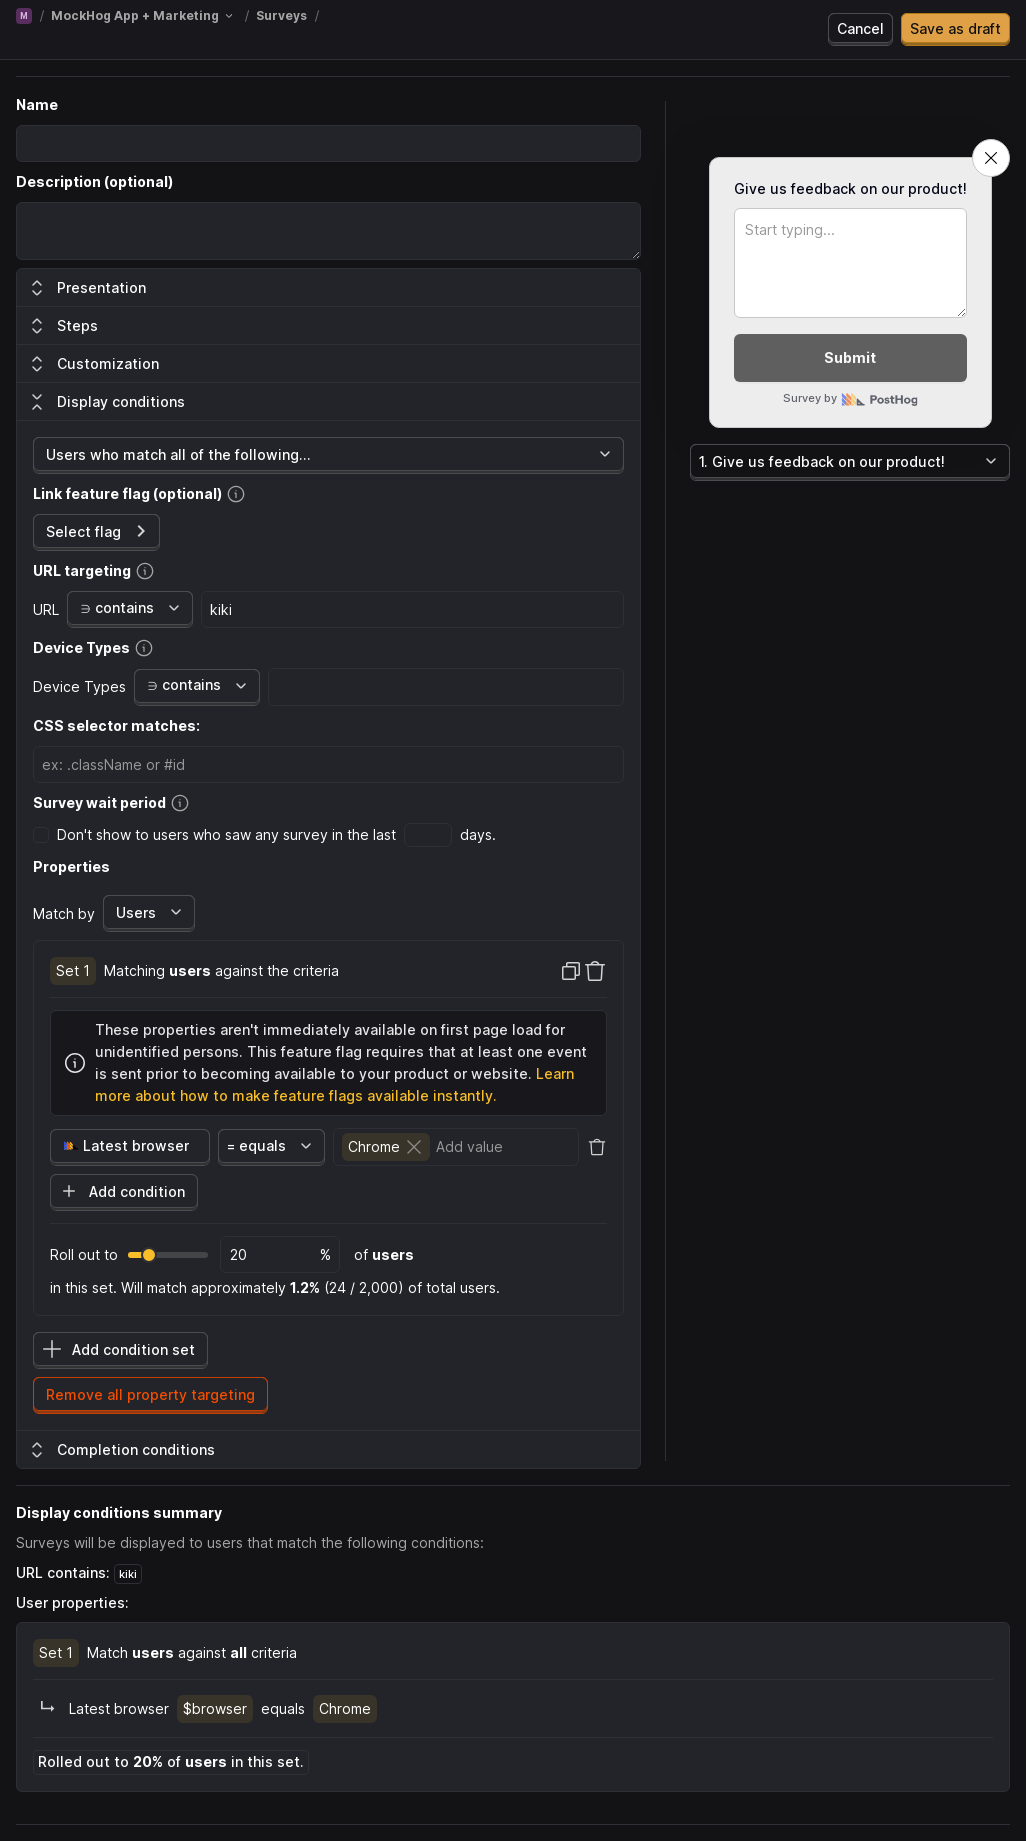 M / MockHog App + Marketing / Surveys /
Cancel
Save as draft
Name
Description (optional)
Presentation
Steps
Customization
Display conditions
Users who match all of the following...
Link feature flag (optional)
Select flag
URL targeting
URL ∋ contains kiki
Device Types
Device Types ∋ contains
CSS selector matches:
ex: .className or #id
Survey wait period
Don't show to users who saw any survey in the last days.
Properties
Match by Users
Set 1 Matching users against the criteria
These properties aren't immediately available on first page load for
unidentified persons. This feature flag requires that at least one event
is sent prior to becoming available to your product or website. Learn
more about how to make feature flags available instantly.
Latest browser = equals Chrome Add value
Add condition
Roll out to 20 % of users
in this set. Will match approximately 1.2% (24 / 2,000) of total users.
Add condition set
Remove all property targeting
Completion conditions
Give us feedback on our product!
Start typing...
Submit
Survey by PostHog
1. Give us feedback on our product!
Display conditions summary
Surveys will be displayed to users that match the following conditions:
URL contains: kiki
User properties:
Set 1 Match users against all criteria
Latest browser $browser equals Chrome
Rolled out to 20% of users in this set.